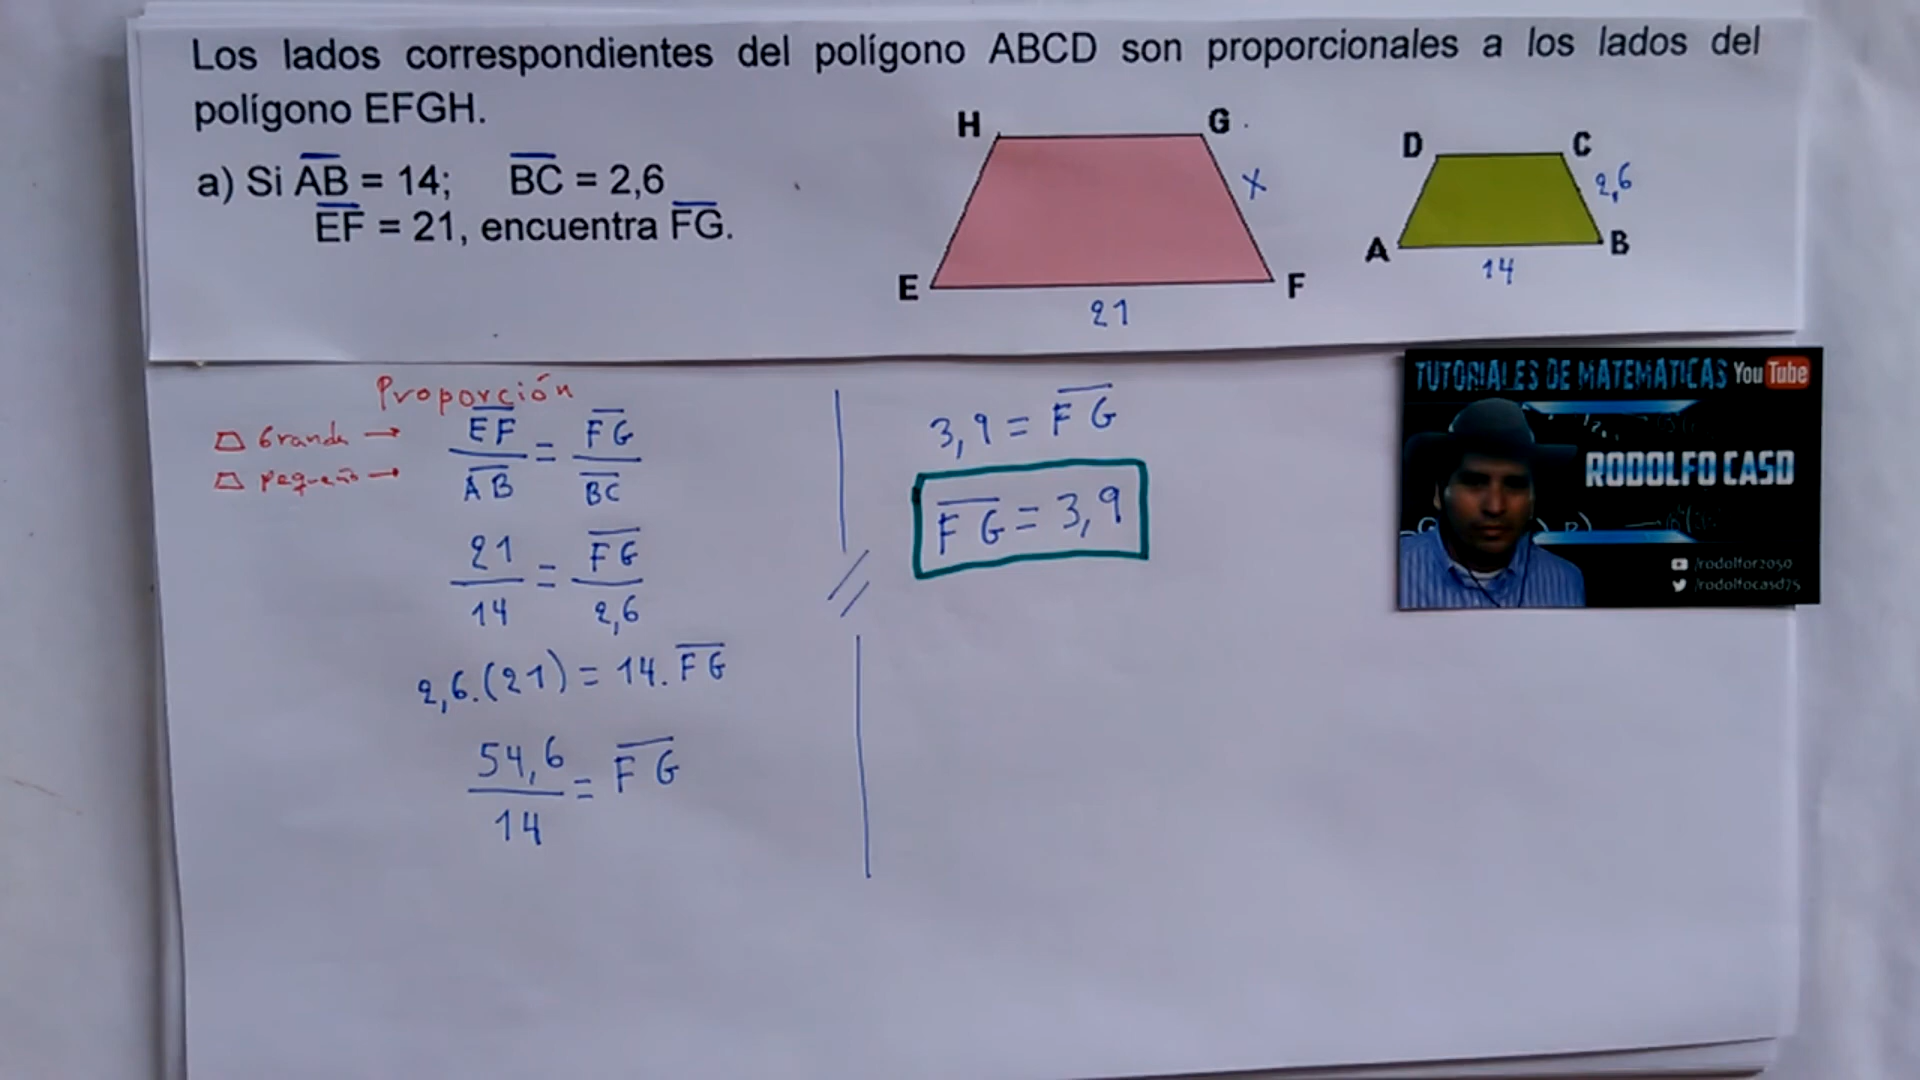 Los lados correspondientes del polígono ABCD son proporcionales a los lados del
polígono EFGH.
a) Si AB = 14; BC = 2,6
EF = 21, encuentra FG.
H G
x
E F
21
D C
2,6
A B
14
Proporción
Grande → EF/AB = FG/BC
pequeño →
21/14 = FG/2,6
2,6.(21) = 14. FG
54,6/14 = FG
3,9 = FG
FG = 3,9
TUTORIALES DE MATEMATICAS YouTube
RODOLFO CASD
/rodolfor2050
/rodolfocasd75